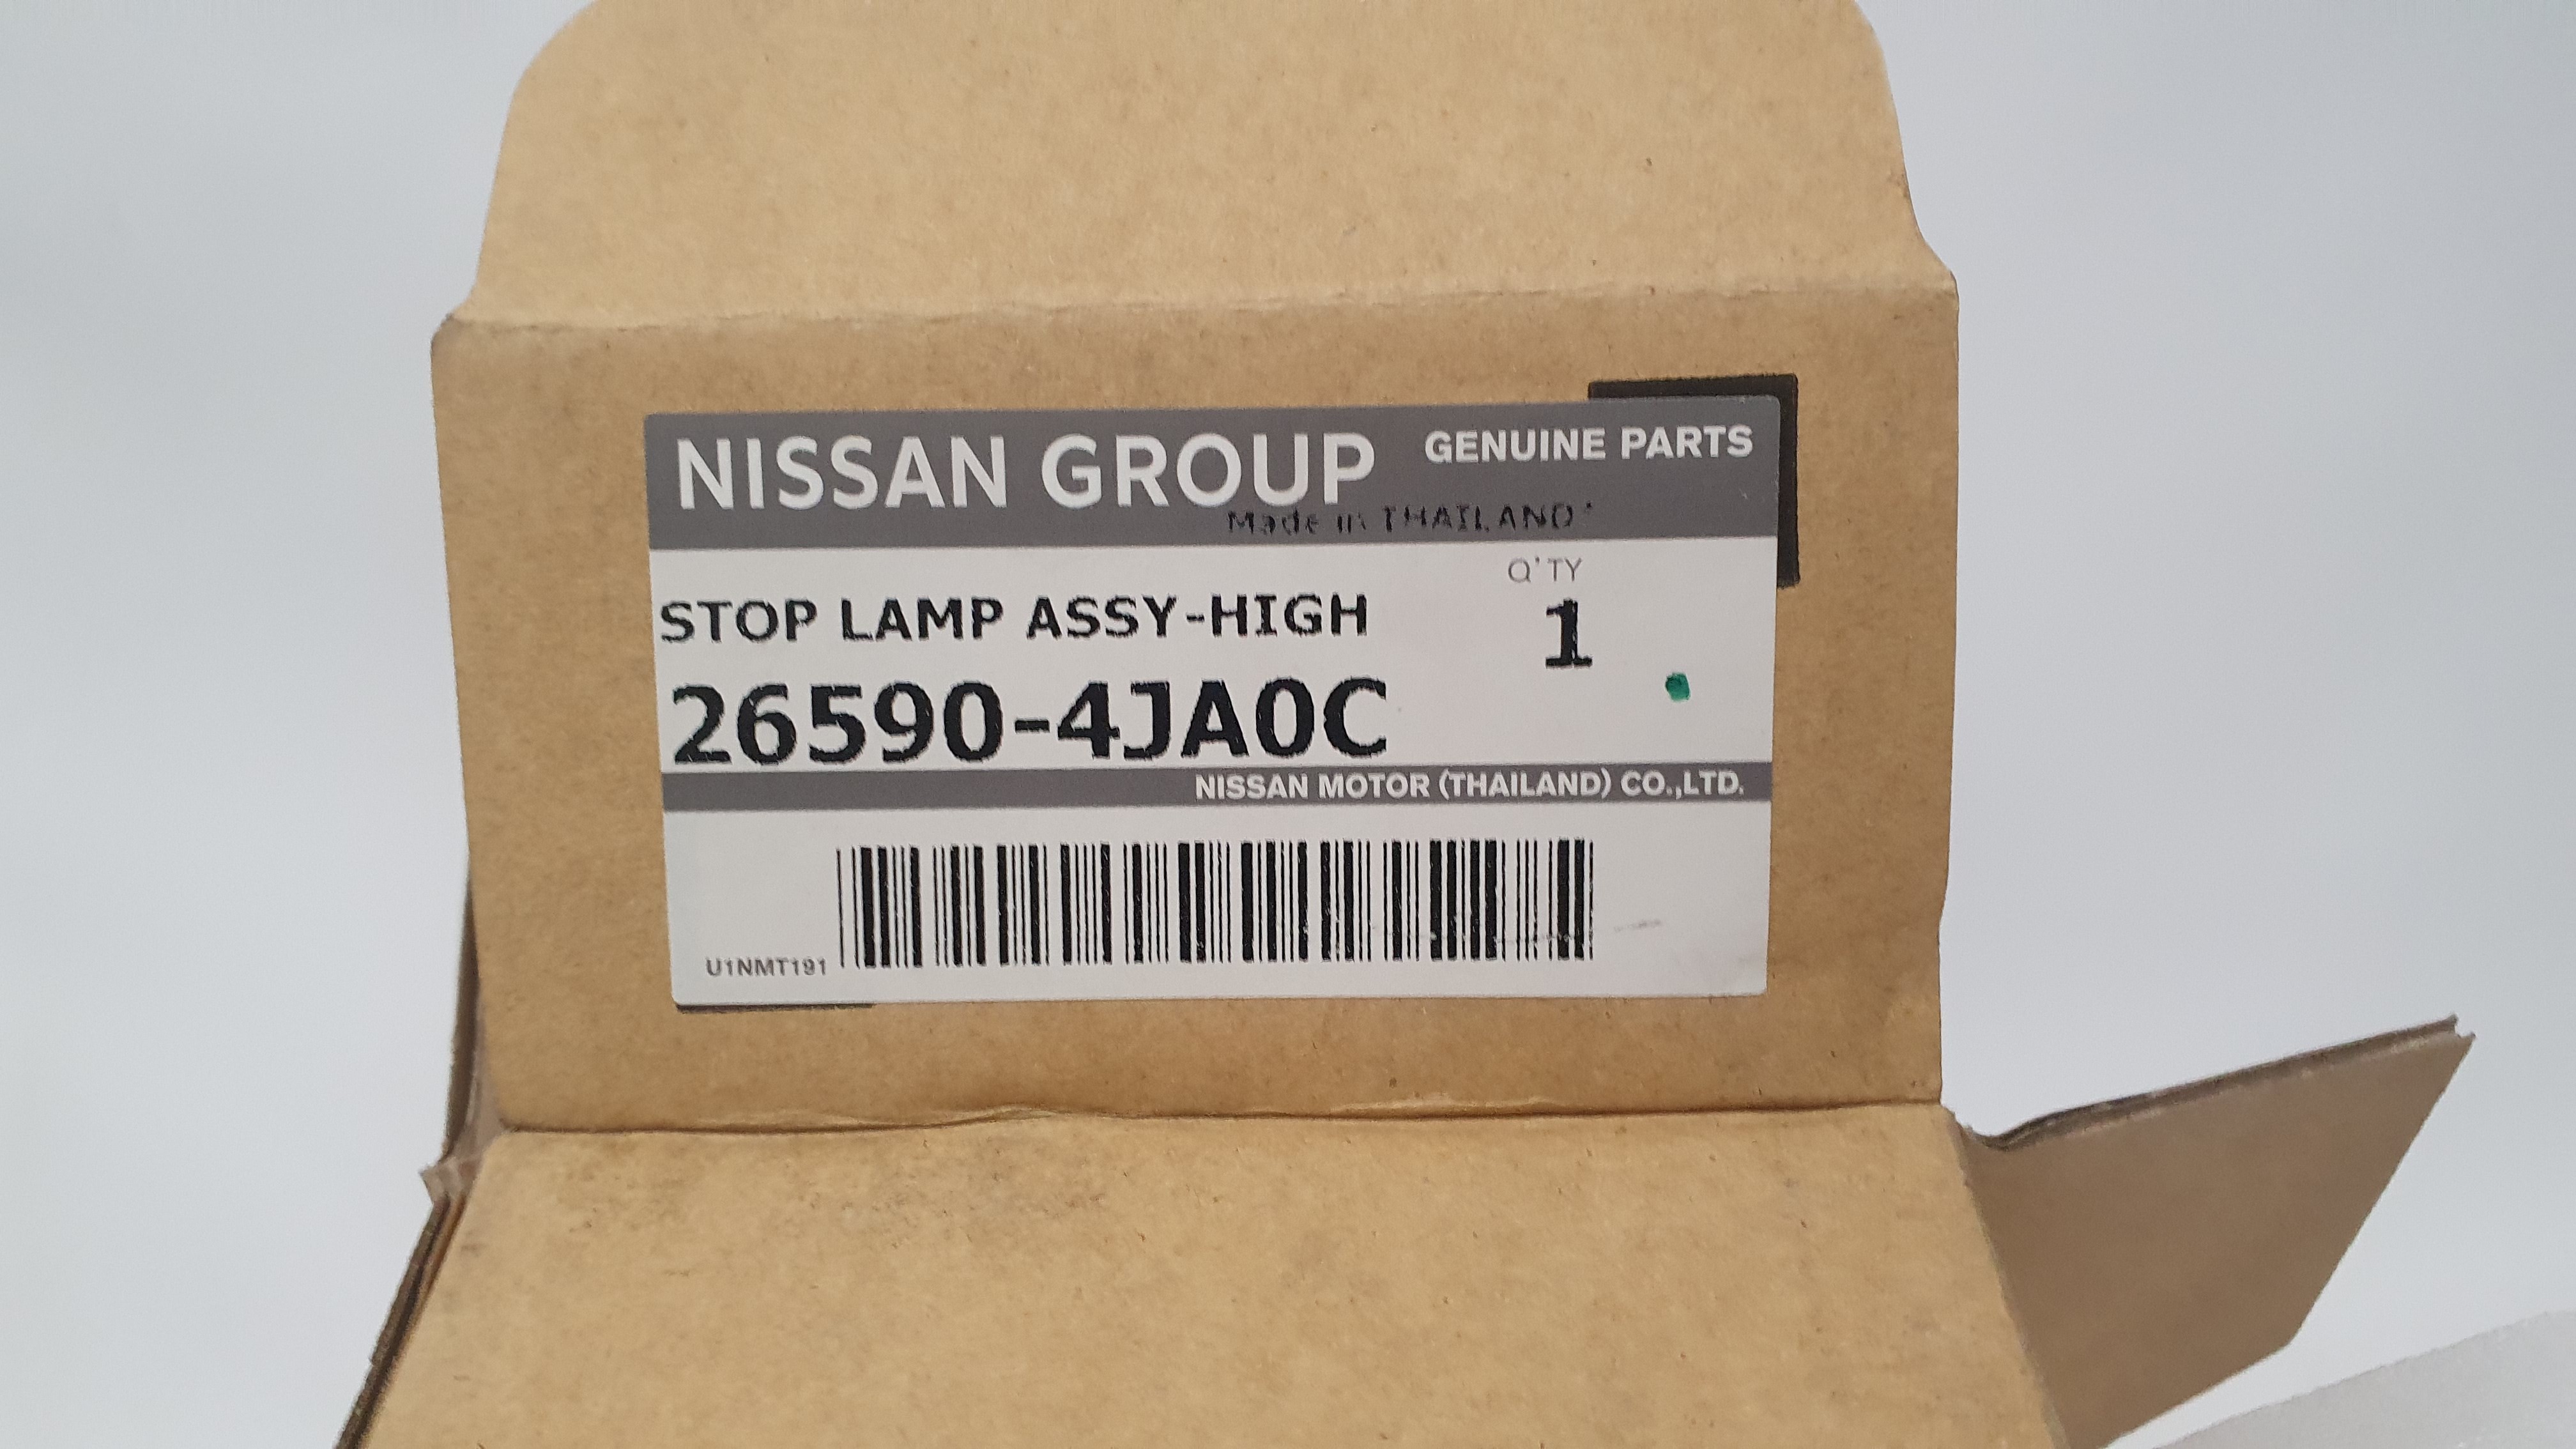 NISSAN GROUP GENUINE PARTS
Made in THAILAND
Q'TY
STOP LAMP ASSY-HIGH 1
26590-4JA0C
NISSAN MOTOR (THAILAND) CO.,LTD.
U1NMT191